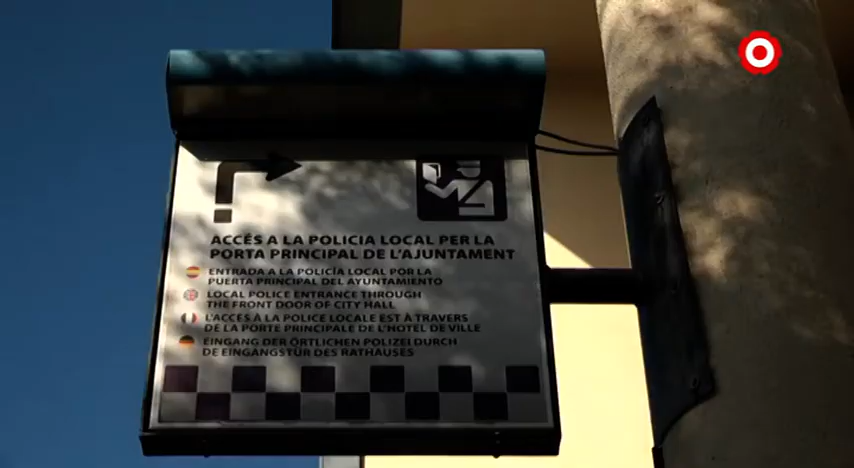 ACCÉS A LA POLICIA LOCAL PER LA
PORTA PRINCIPAL DE L'AJUNTAMENT
ENTRADA A LA POLICÍA LOCAL POR LA
PUERTA PRINCIPAL DEL AYUNTAMIENTO
LOCAL POLICE ENTRANCE THROUGH
THE FRONT DOOR OF CITY HALL
L'ACCÉS A LA POLICE LOCALE EST À TRAVERS
DE LA PORTE PRINCIPALE DE L'HOTEL DE VILLE
EINGANG DER ÖRTLICHEN POLIZEI DURCH
DE EINGANGSTÜR DES RATHAUSES